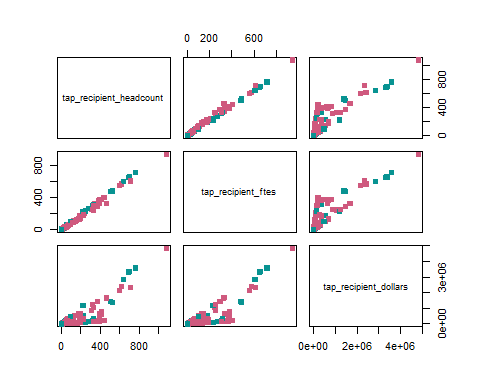 0 200 600
tap_recipient_headcount
0 400 800
0 400 800
tap_recipient_ftes
0e+00 3e+06
tap_recipient_dollars
0 400 800
0e+00 2e+06 4e+06